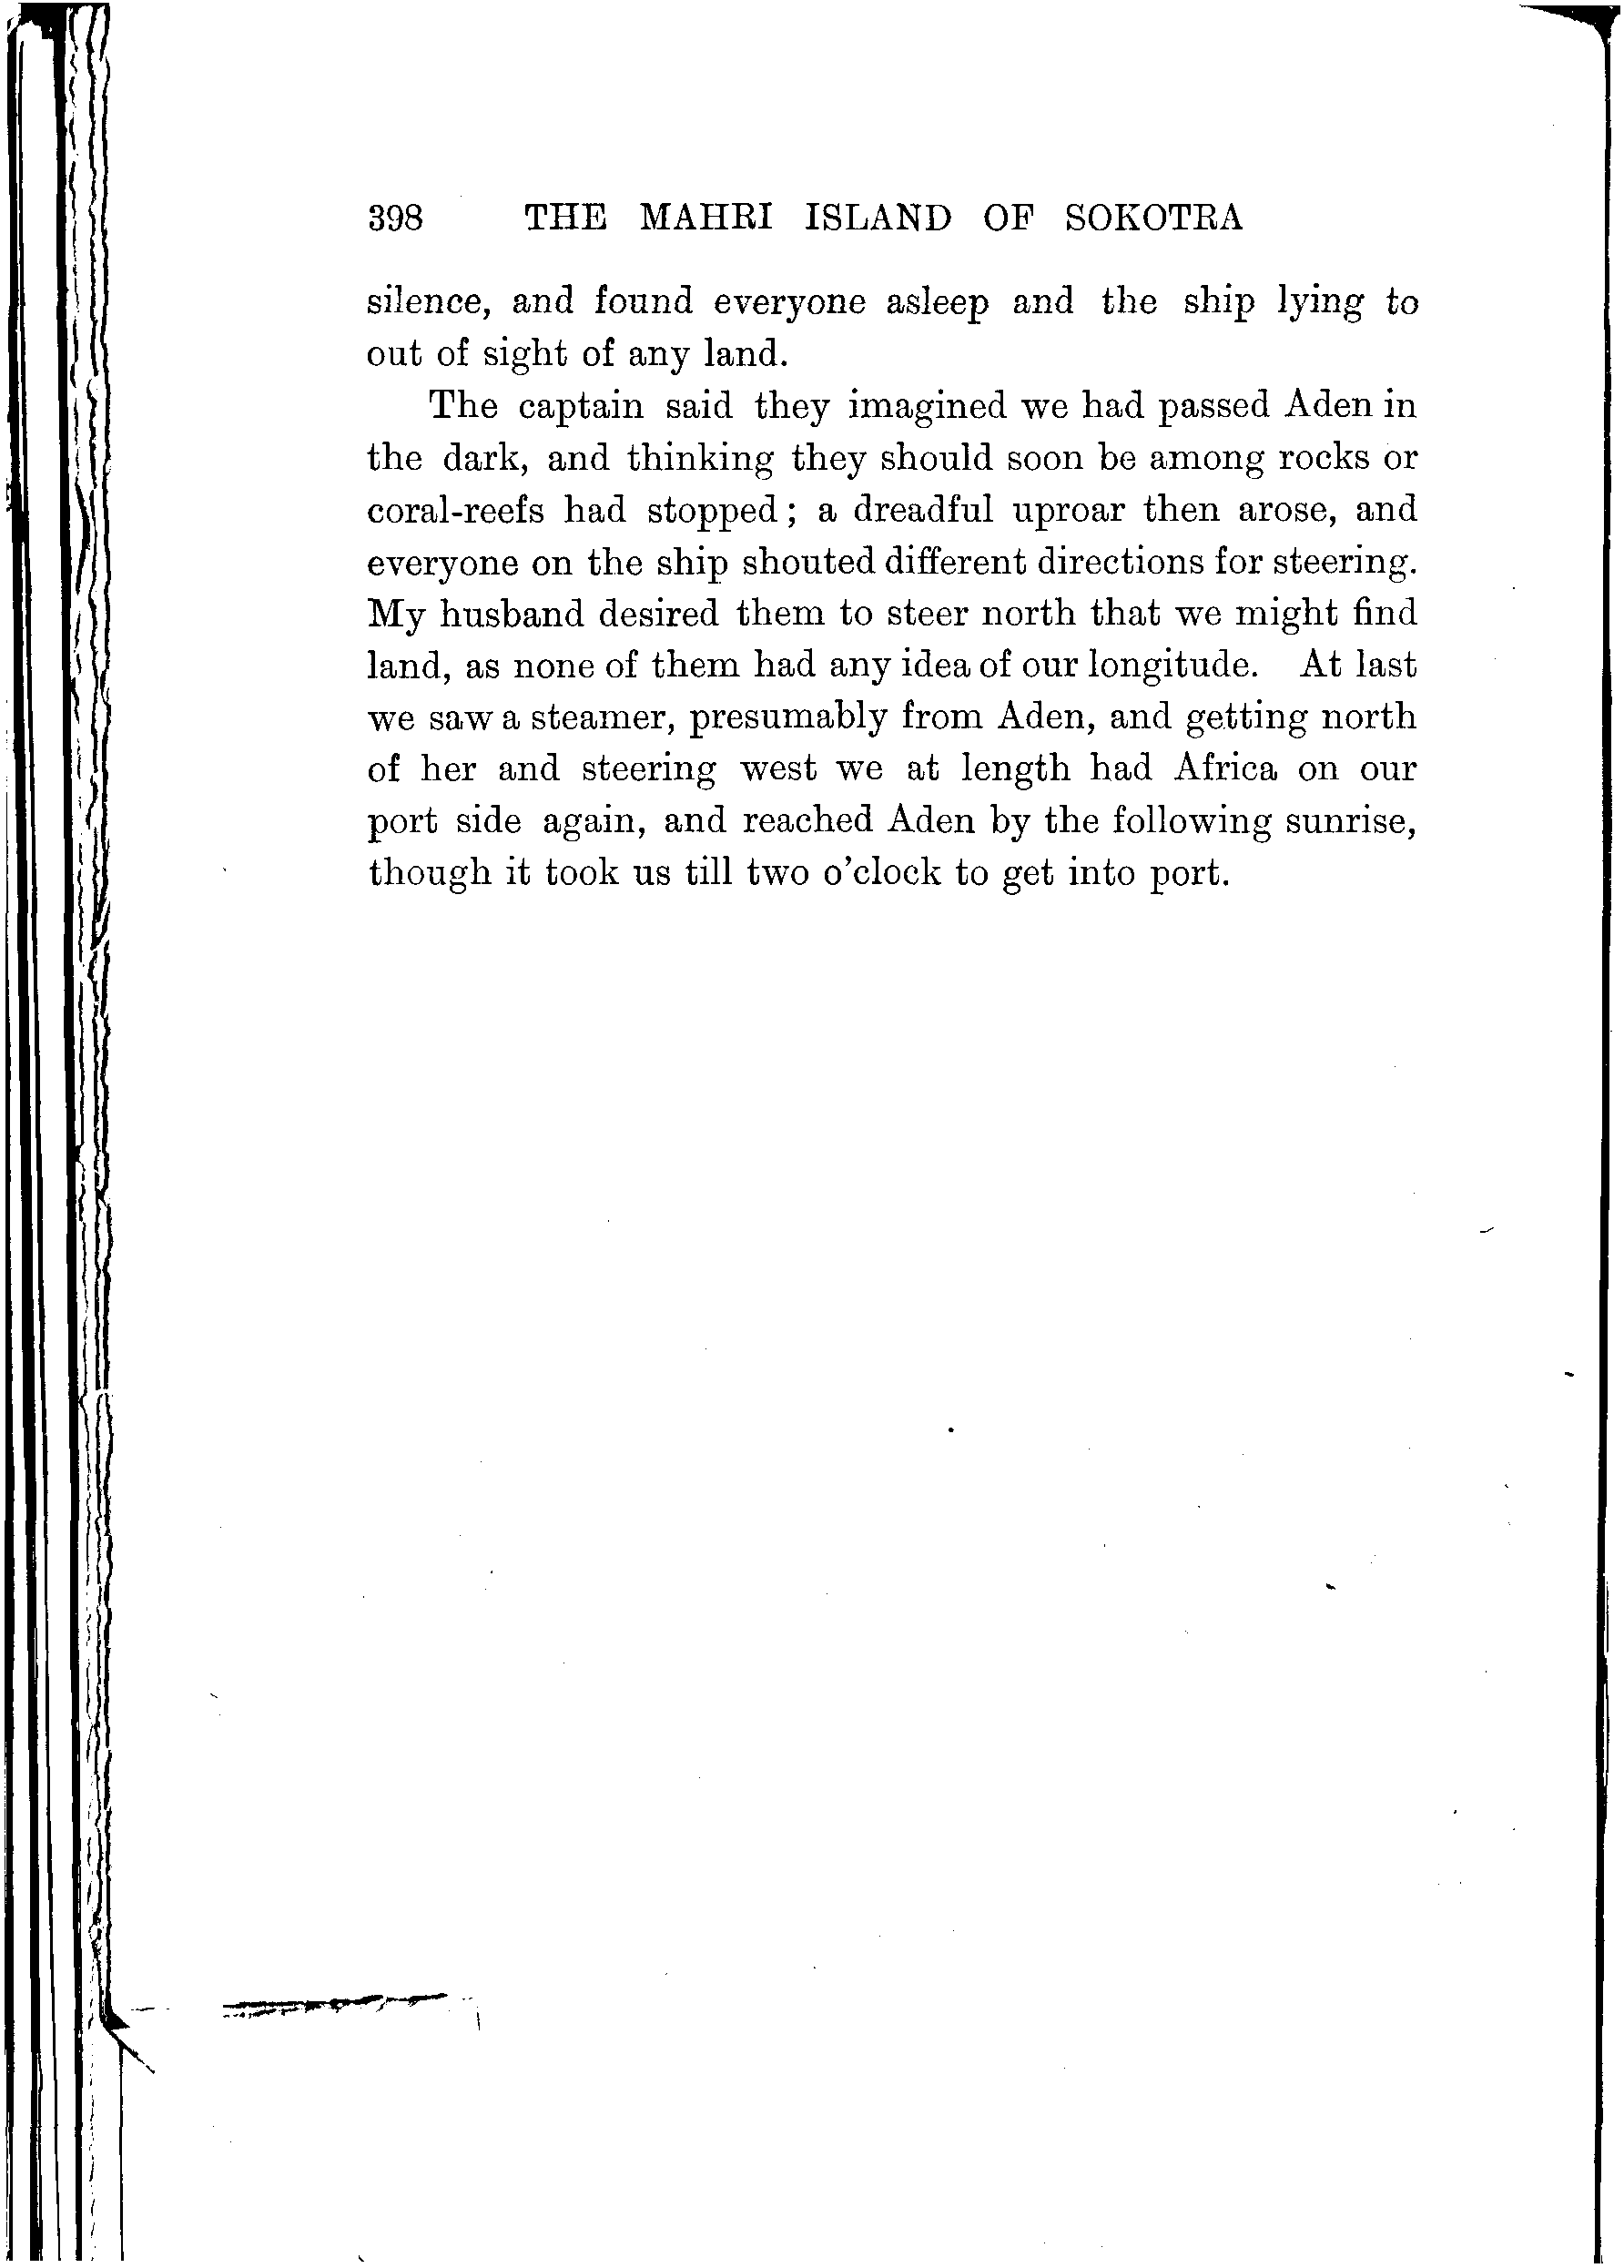 398 THE MAHRI ISLAND OF SOKOTRA
silence, and found everyone asleep and the ship lying to
out of sight of any land.
The captain said they imagined we had passed Aden in
the dark, and thinking they should soon be among rocks or
coral-reefs had stopped; a dreadful uproar then arose, and
everyone on the ship shouted different directions for steering.
My husband desired them to steer north that we might find
land, as none of them had any idea of our longitude. At last
we saw a steamer, presumably from Aden, and getting north
of her and steering west we at length had Africa on our
port side again, and reached Aden by the following sunrise,
though it took us till two o'clock to get into port.